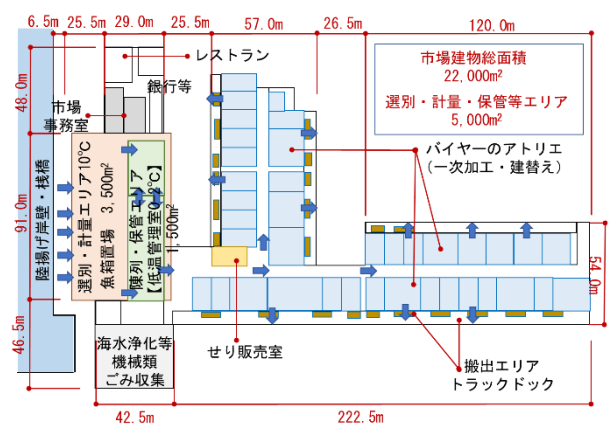 6.5m
25.5m
29.0m
25.5m
57.0m
26.5m
120.0m
レストラン
銀行等
市場
事務室
市場建物総面積
22,000m²
選別・計量・保管等エリア
5,000m²
バイヤーのアトリエ
(一次加工・建替え)
48.0m
91.0m
46.5m
陸揚げ岸壁・桟橋
選別・計量エリア10℃
魚箱置場 3,500m²
陳列・保管エリア
【低温管理室0-2℃】
1,500m²
54.0m
せり販売室
海水浄化等
機械類
ごみ収集
搬出エリア
トラックドック
42.5m
222.5m